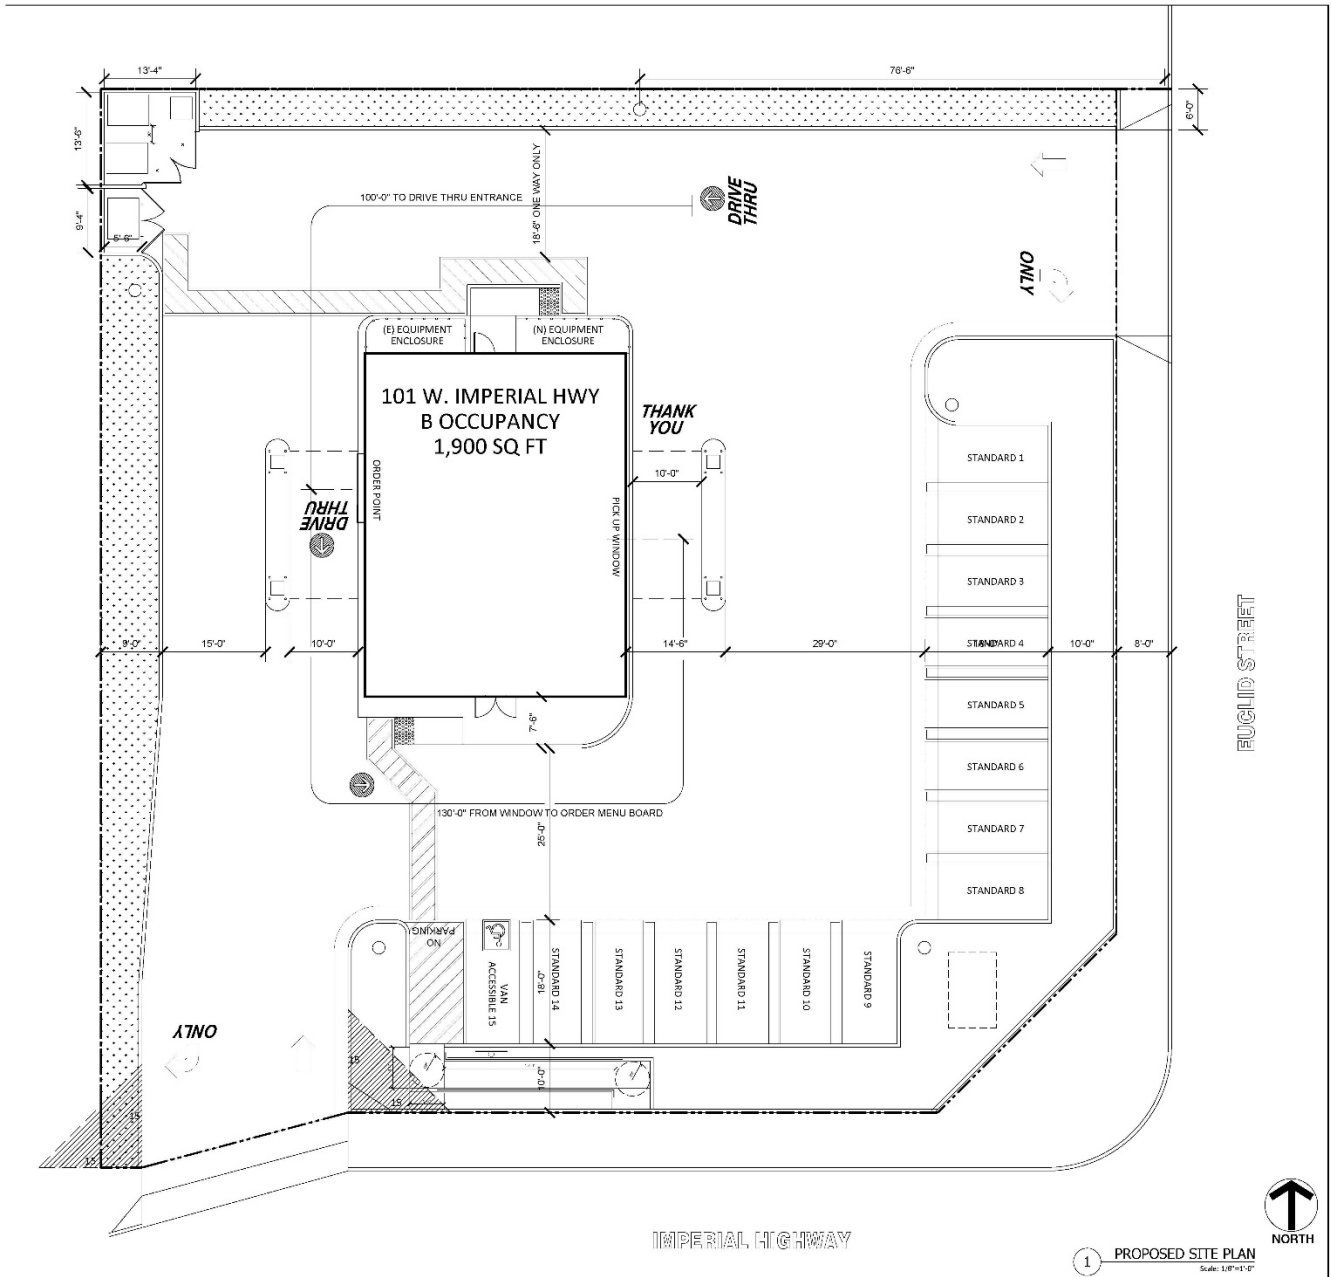 13'-4"
76'-6"
13'-6"
6'-0"
18'-6" ONE WAY ONLY
100'-0" TO DRIVE THRU ENTRANCE
DRIVE
THRU
9'-4"
5'-6"
ONLY
(E) EQUIPMENT
ENCLOSURE
(N) EQUIPMENT
ENCLOSURE
101 W. IMPERIAL HWY
B OCCUPANCY
1,900 SQ FT
THANK
YOU
ORDER POINT
10'-0"
PICK UP WINDOW
DRIVE
THRU
STANDARD 1
STANDARD 2
STANDARD 3
STANDARD 4
STANDARD 5
STANDARD 6
STANDARD 7
STANDARD 8
15'-0"
10'-0"
14'-6"
29'-0"
10'-0"
8'-0"
EUCLID STREET
130'-0" FROM WINDOW TO ORDER MENU BOARD
NO
PARKING
VAN
ACCESSIBLE 15
STANDARD 14
18'-0"
STANDARD 13
STANDARD 12
STANDARD 11
STANDARD 10
STANDARD 9
ONLY
15
15
10'-0"
15
15
IMPERIAL HIGHWAY
NORTH
1
PROPOSED SITE PLAN
Scale: 1/8"=1'-0"